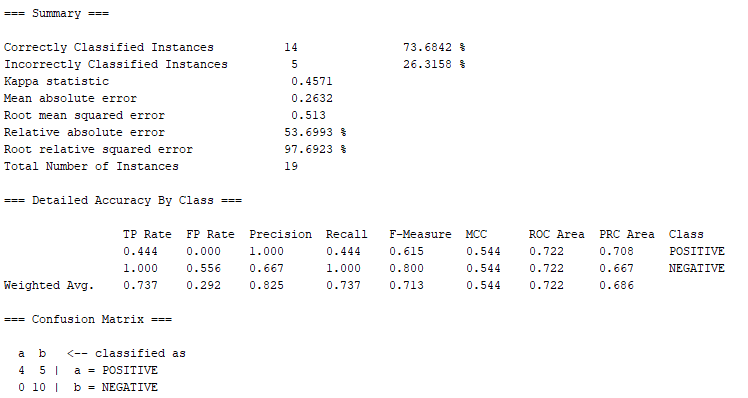 === Summary ===
Correctly Classified Instances 14 73.6842 %
Incorrectly Classified Instances 5 26.3158 %
Kappa statistic 0.4571
Mean absolute error 0.2632
Root mean squared error 0.513
Relative absolute error 53.6993 %
Root relative squared error 97.6923 %
Total Number of Instances 19
=== Detailed Accuracy By Class ===
TP Rate FP Rate Precision Recall F-Measure MCC ROC Area PRC Area Class
0.444 0.000 1.000 0.444 0.615 0.544 0.722 0.708 POSITIVE
1.000 0.556 0.667 1.000 0.800 0.544 0.722 0.667 NEGATIVE
Weighted Avg. 0.737 0.292 0.825 0.737 0.713 0.544 0.722 0.686
=== Confusion Matrix ===
a b <-- classified as
4 5 | a = POSITIVE
0 10 | b = NEGATIVE